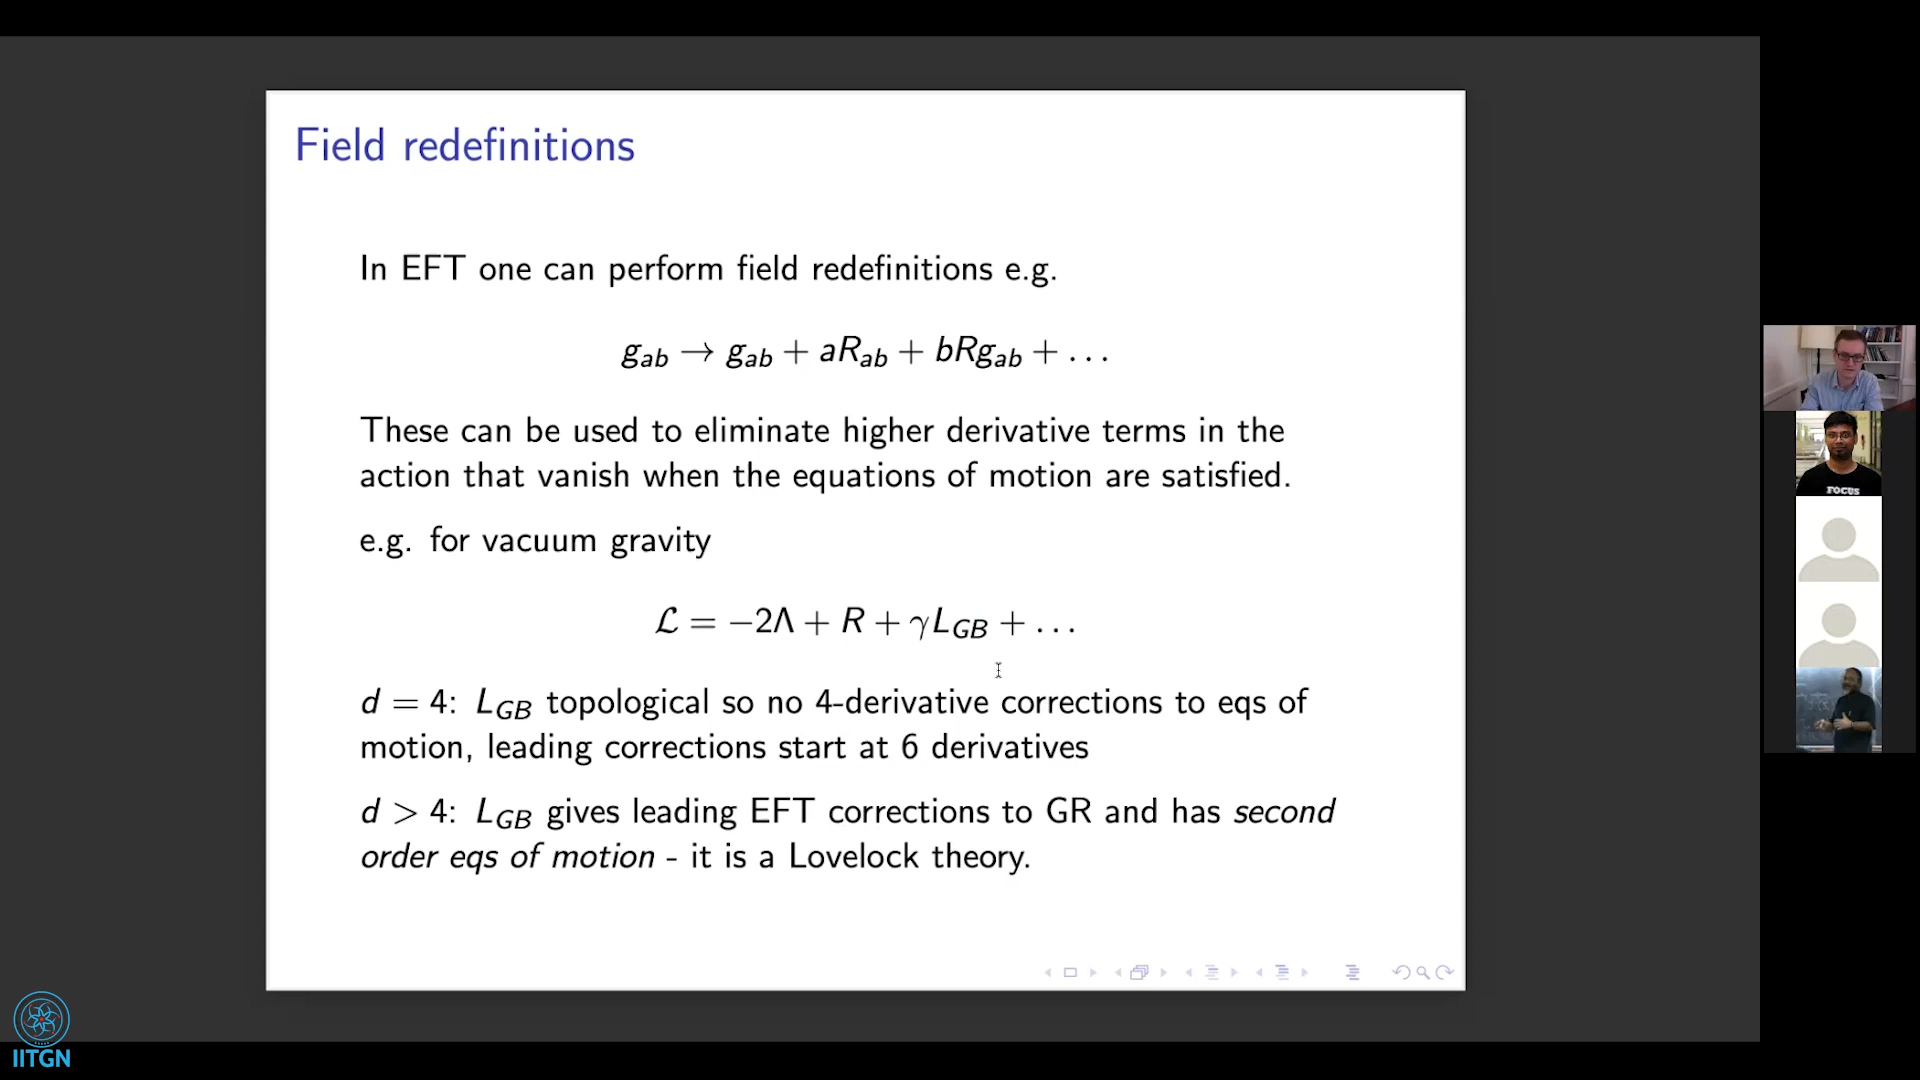 Field redefinitions
In EFT one can perform field redefinitions e.g.
g_{ab} → g_{ab} + aR_{ab} + bRg_{ab} + . . .
These can be used to eliminate higher derivative terms in the
action that vanish when the equations of motion are satisfied.
e.g. for vacuum gravity
ℒ = −2Λ + R + γL_{GB} + . . .
d = 4: L_{GB} topological so no 4-derivative corrections to eqs of
motion, leading corrections start at 6 derivatives
d > 4: L_{GB} gives leading EFT corrections to GR and has second
order eqs of motion - it is a Lovelock theory.
FOCUS
IITGN